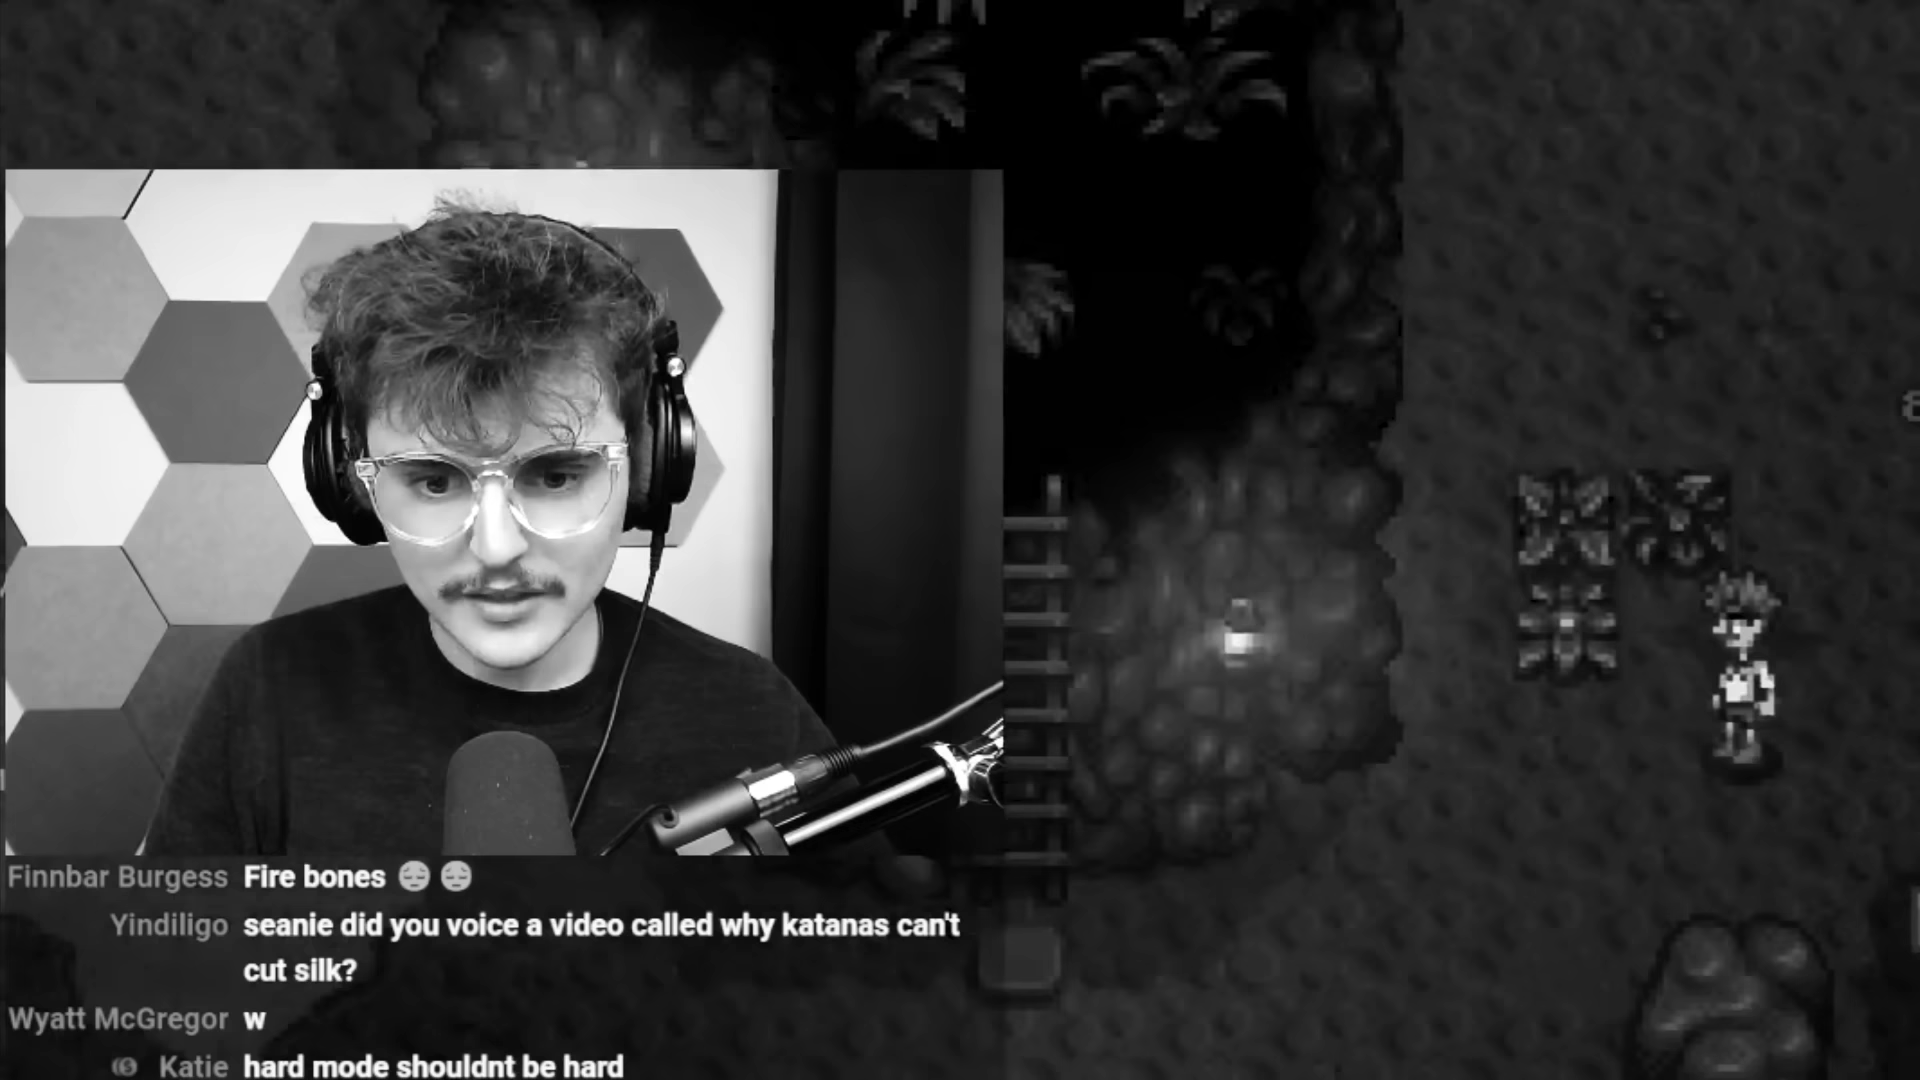 Finnbar Burgess Fire bones 😔 😔
Yindiligo seanie did you voice a video called why katanas can't
cut silk?
Wyatt McGregor w
Katie hard mode shouldnt be hard